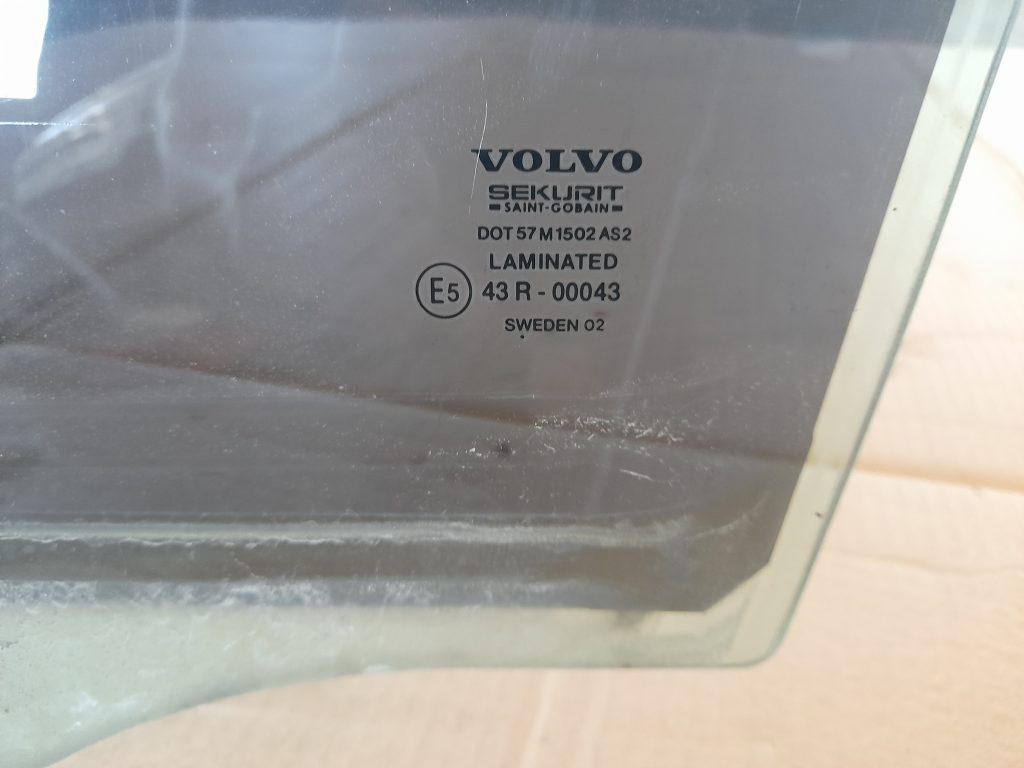 VOLVO
SEKURIT
SAINT-GOBAIN
DOT 57 M1502 AS2
LAMINATED
E5 43 R - 00043
SWEDEN 02